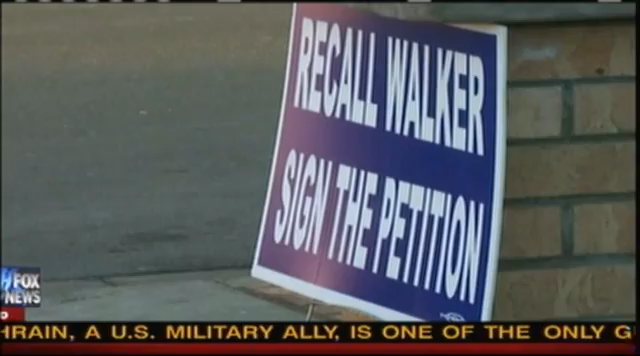 RECALL WALKER
SIGN THE PETITION
FOX
NEWS
HRAIN, A U.S. MILITARY ALLY, IS ONE OF THE ONLY G